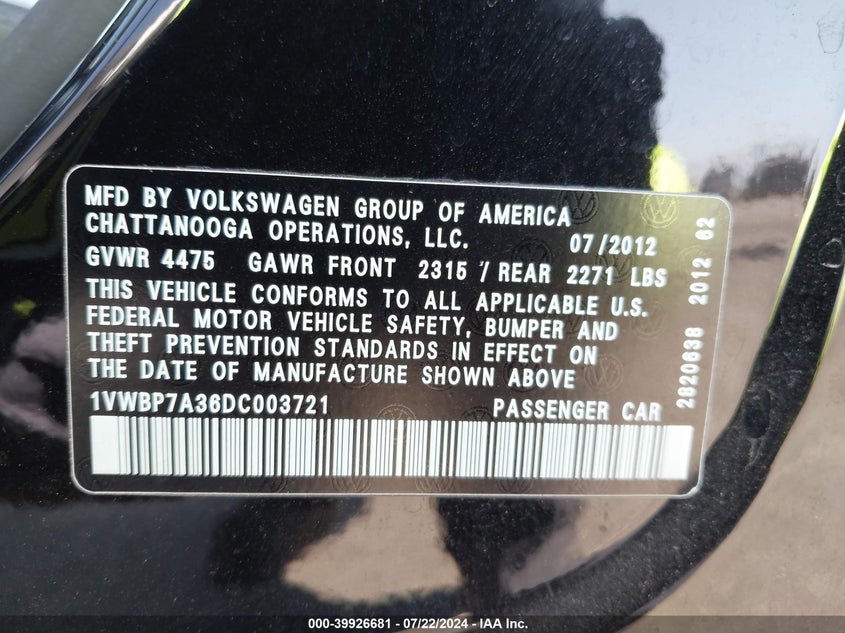 MFD BY VOLKSWAGEN GROUP OF AMERICA
CHATTANOOGA OPERATIONS, LLC. 07/2012
GVWR 4475 GAWR FRONT 2315 / REAR 2271 LBS
THIS VEHICLE CONFORMS TO ALL APPLICABLE U.S.
FEDERAL MOTOR VEHICLE SAFETY, BUMPER AND
THEFT PREVENTION STANDARDS IN EFFECT ON
THE DATE OF MANUFACTURE SHOWN ABOVE
1VWBP7A36DC003721 PASSENGER CAR
2820638 2012 02
000-39926681 / 07/22/2024 - IAA Inc.